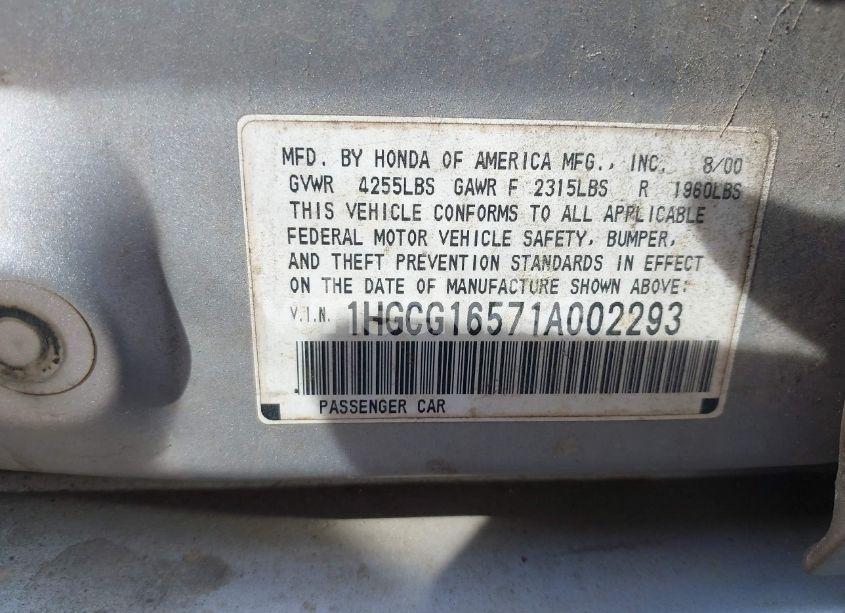 MFD. BY HONDA OF AMERICA MFG., INC. 8/00
GVWR 4255LBS GAWR F 2315LBS R 1960LBS
THIS VEHICLE CONFORMS TO ALL APPLICABLE
FEDERAL MOTOR VEHICLE SAFETY, BUMPER,
AND THEFT PREVENTION STANDARDS IN EFFECT
ON THE DATE OF MANUFACTURE SHOWN ABOVE:
V.I.N. 1HGCG16571A002293
PASSENGER CAR